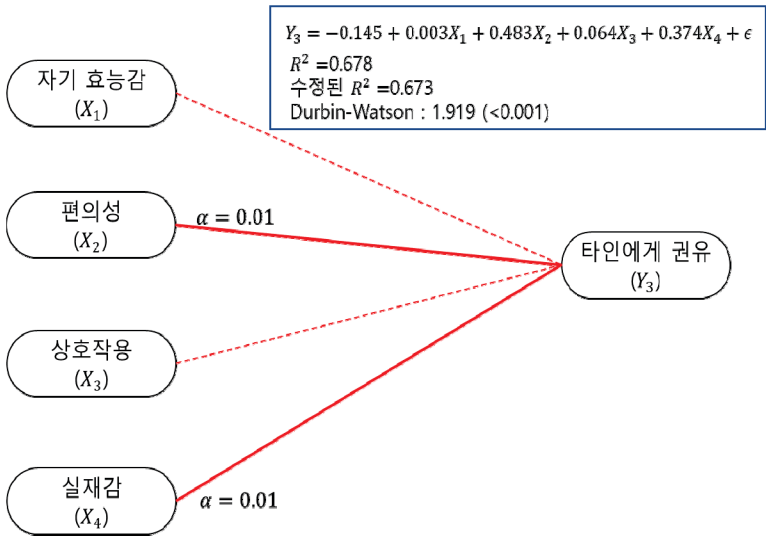 Y₃ = −0.145 + 0.003X₁ + 0.483X₂ + 0.064X₃ + 0.374X₄ + ϵ
R² =0.678
수정된 R² =0.673
Durbin-Watson : 1.919 (<0.001)
자기 효능감
(X₁)
편의성
(X₂)
α = 0.01
타인에게 권유
(Y₃)
상호작용
(X₃)
실재감
(X₄)
α = 0.01